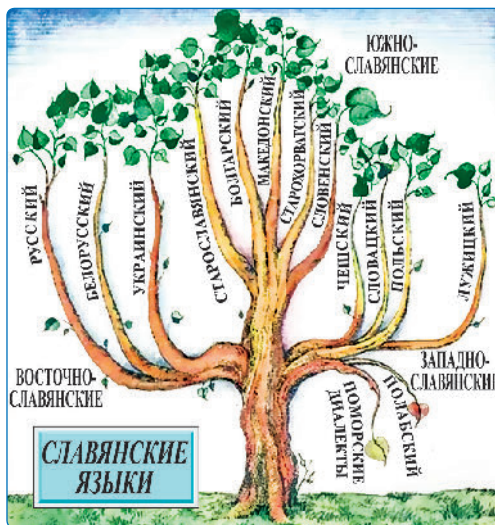 ЮЖНО-
СЛАВЯНСКИЕ
РУССКИЙ
БЕЛОРУССКИЙ
УКРАИНСКИЙ
СТАРОСЛАВЯНСКИЙ
БОЛГАРСКИЙ
МАКЕДОНСКИЙ
СТАРОХОРВАТСКИЙ
СЛОВЕНСКИЙ
ЧЕШСКИЙ
СЛОВАЦКИЙ
ПОЛЬСКИЙ
ЛУЖИЦКИЙ
ВОСТОЧНО-
СЛАВЯНСКИЕ
ЗАПАДНО-
СЛАВЯНСКИЕ
ПОМОРСКИЕ
ДИАЛЕКТЫ
ПОЛАБСКИЙ
СЛАВЯНСКИЕ
ЯЗЫКИ